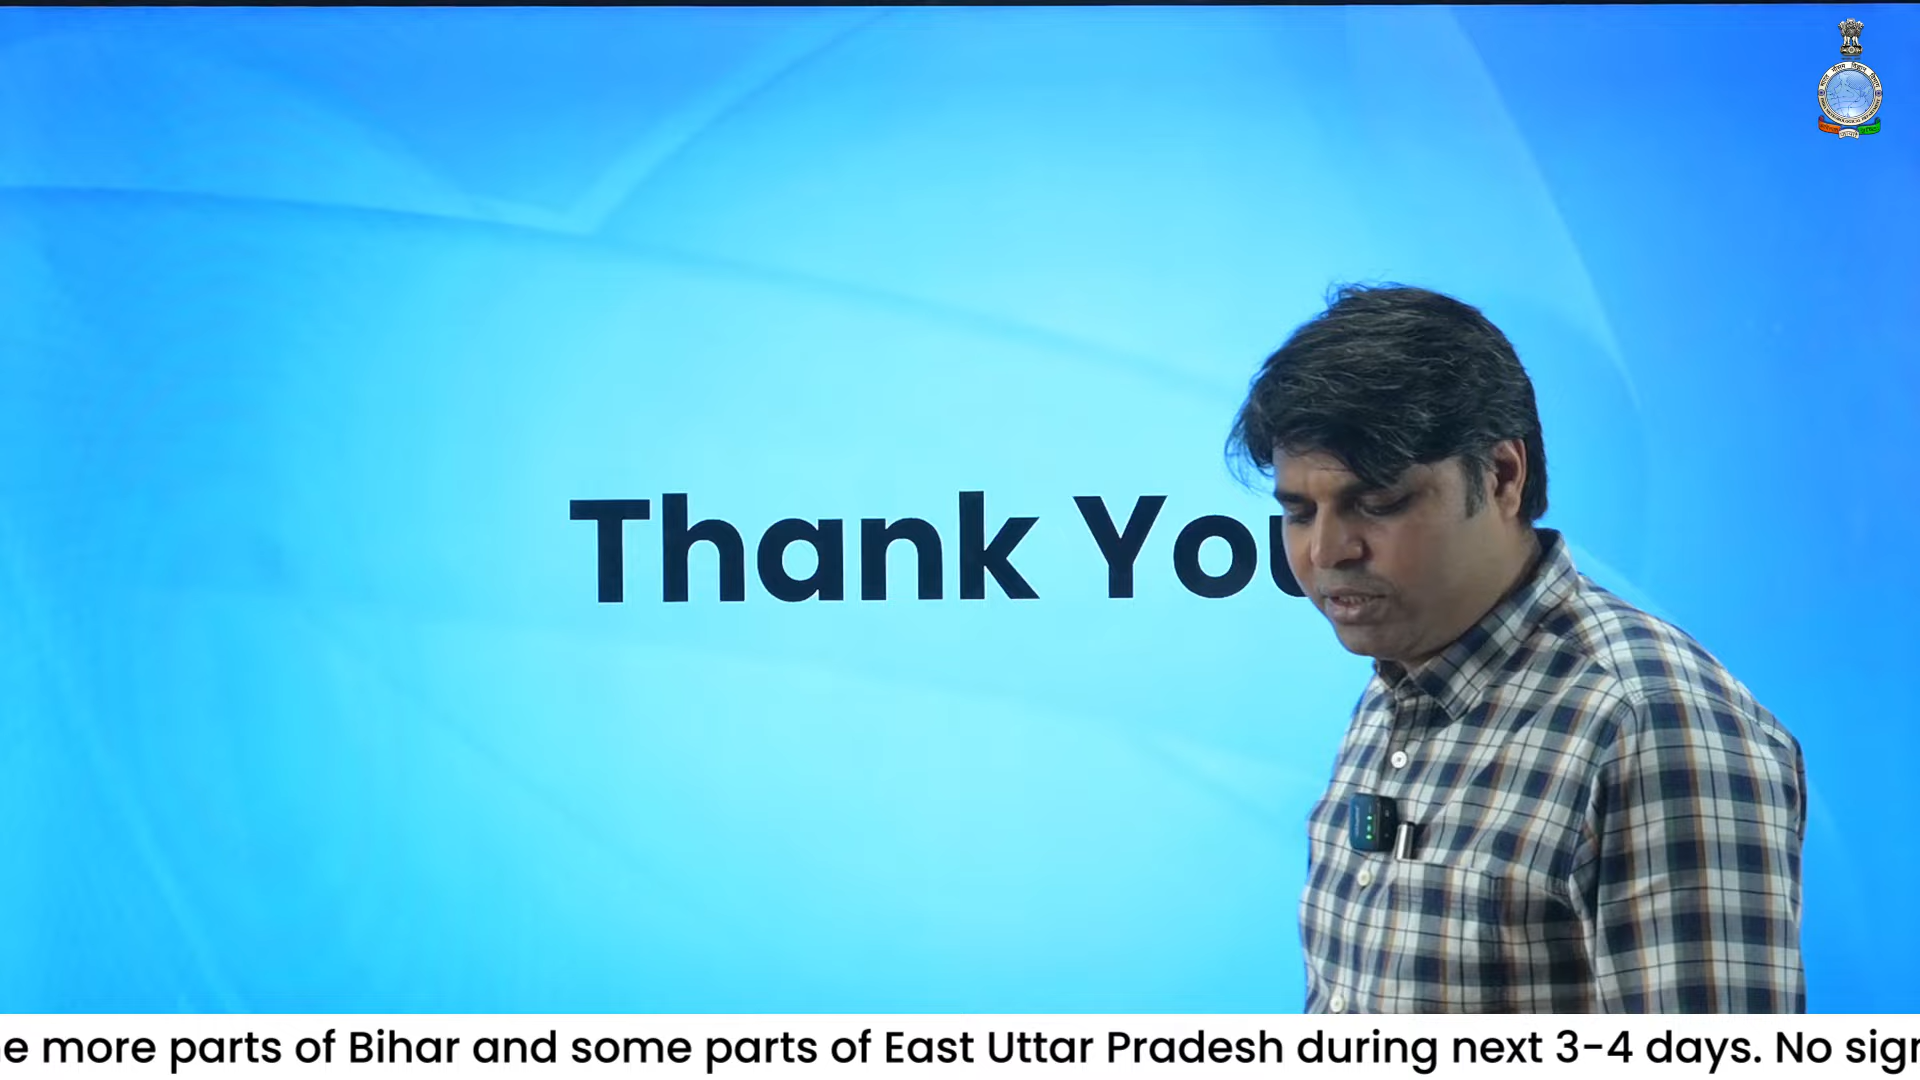 Thank You
e more parts of Bihar and some parts of East Uttar Pradesh during next 3-4 days. No sign